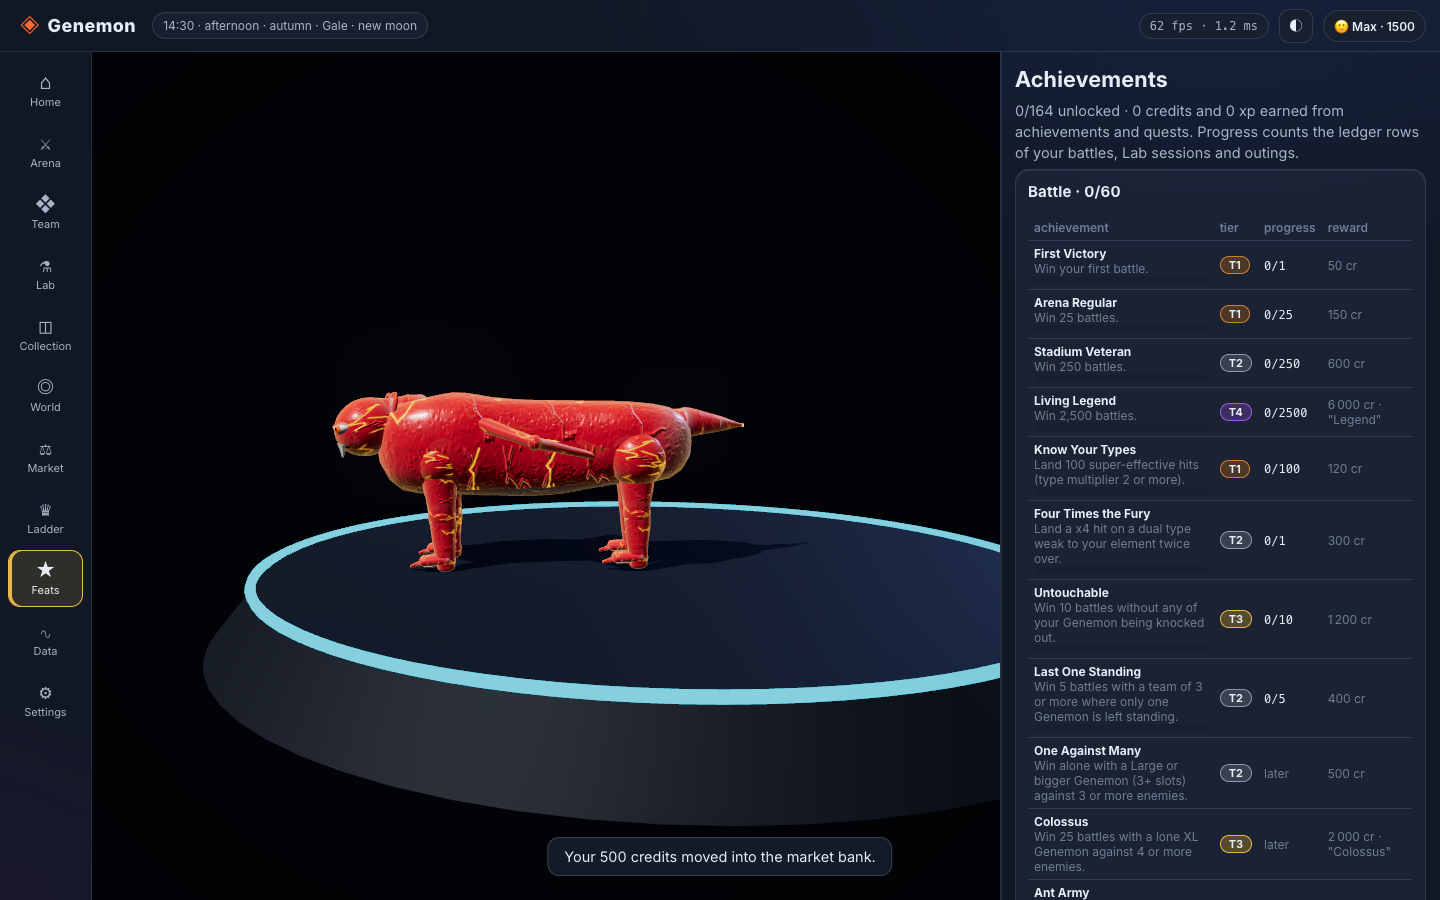 Genemon
14:30 · afternoon · autumn · Gale · new moon
62 fps · 1.2 ms
Max · 1500
Home
Arena
Team
Lab
Collection
World
Market
Ladder
Feats
Data
Settings
Your 500 credits moved into the market bank.
Achievements
0/164 unlocked · 0 credits and 0 xp earned from
achievements and quests. Progress counts the ledger rows
of your battles, Lab sessions and outings.
Battle · 0/60
achievement tier progress reward
First Victory
Win your first battle.
T1 0/1 50 cr
Arena Regular
Win 25 battles.
T1 0/25 150 cr
Stadium Veteran
Win 250 battles.
T2 0/250 600 cr
Living Legend
Win 2,500 battles.
T4 0/2500 6 000 cr ·
"Legend"
Know Your Types
Land 100 super-effective hits
(type multiplier 2 or more).
T1 0/100 120 cr
Four Times the Fury
Land a x4 hit on a dual type
weak to your element twice
over.
T2 0/1 300 cr
Untouchable
Win 10 battles without any of
your Genemon being knocked
out.
T3 0/10 1 200 cr
Last One Standing
Win 5 battles with a team of 3
or more where only one
Genemon is left standing.
T2 0/5 400 cr
One Against Many
Win alone with a Large or
bigger Genemon (3+ slots)
against 3 or more enemies.
T2 later 500 cr
Colossus
Win 25 battles with a lone XL
Genemon against 4 or more
enemies.
T3 later 2 000 cr ·
"Colossus"
Ant Army